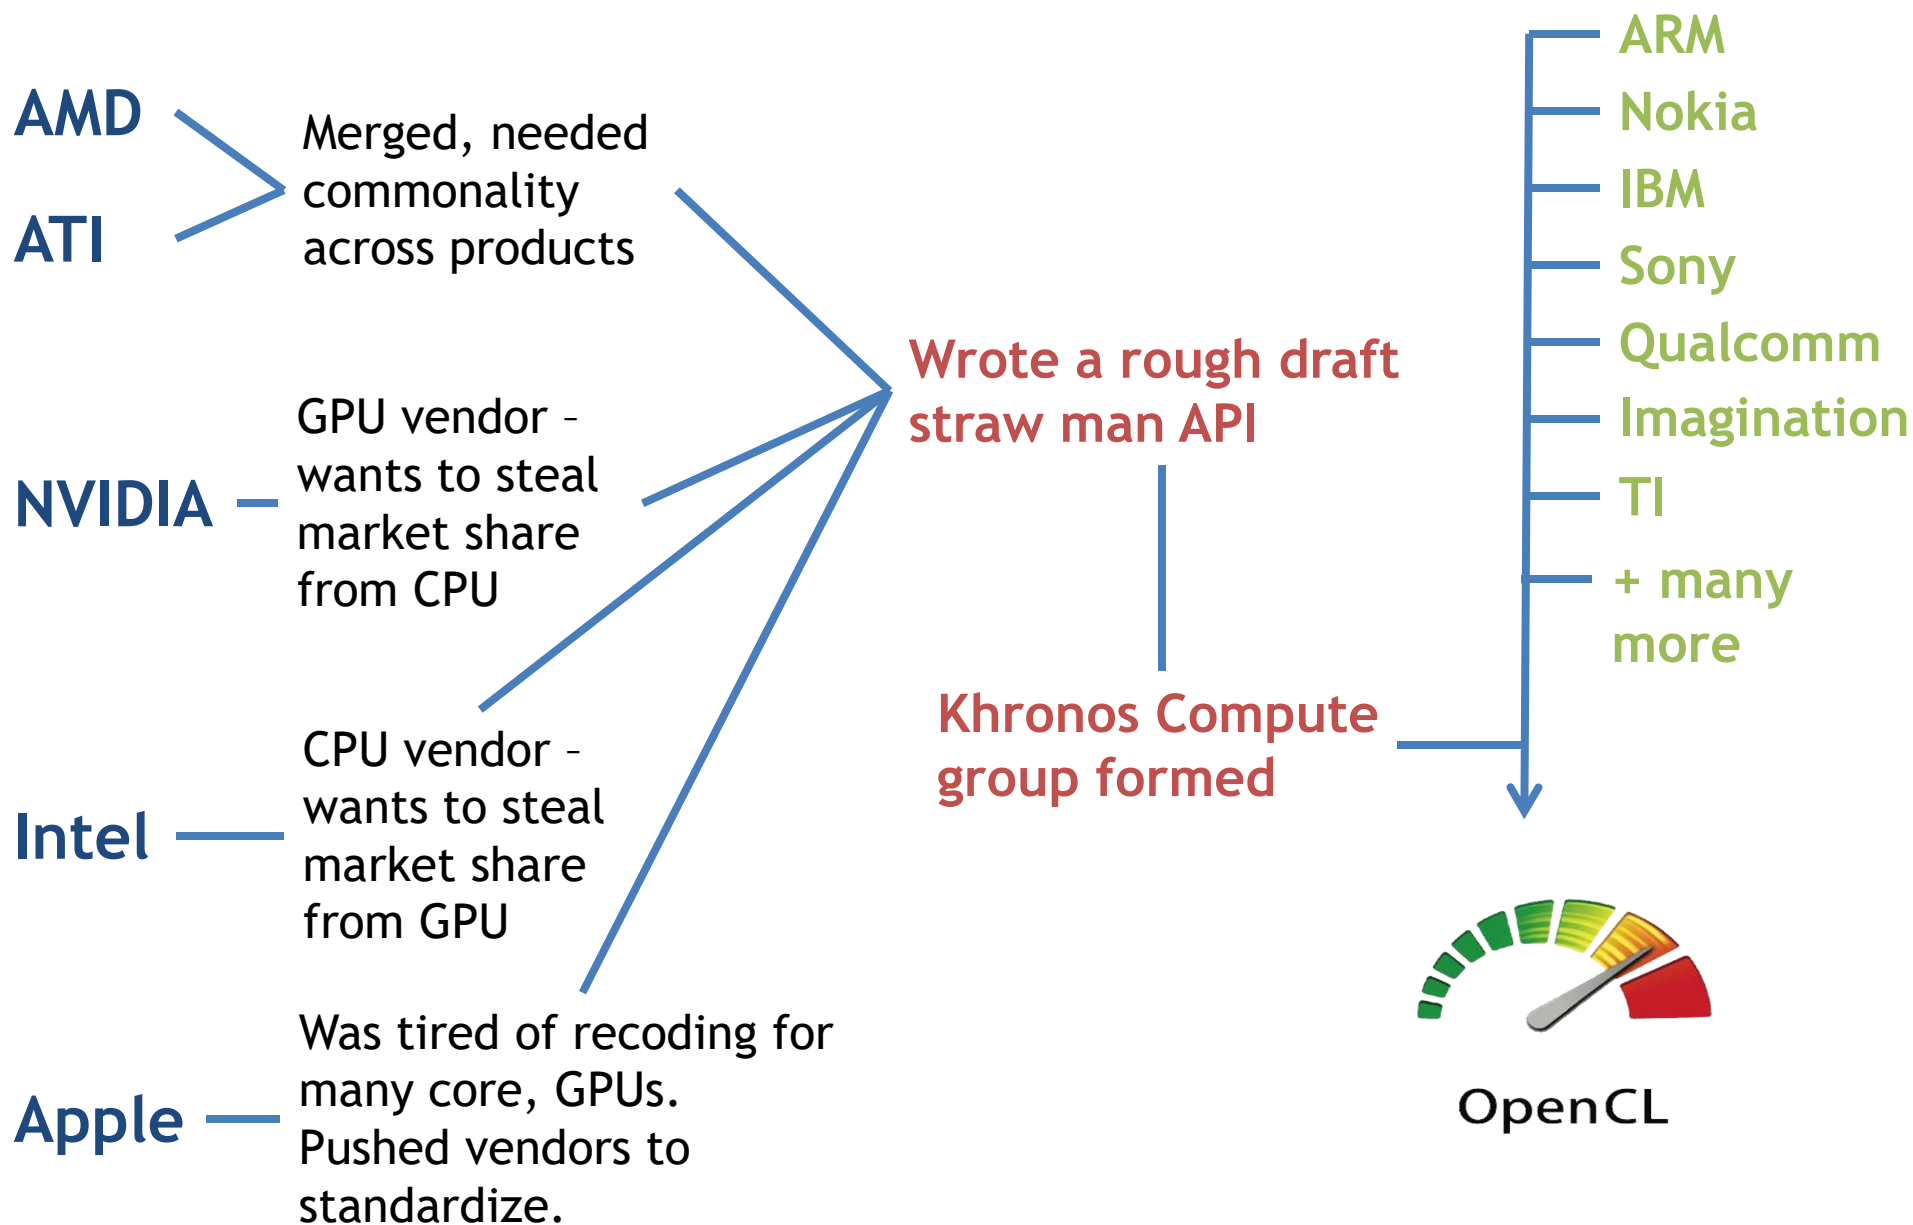 AMD
ATI
Merged, needed
commonality
across products
NVIDIA
GPU vendor –
wants to steal
market share
from CPU
Intel
CPU vendor –
wants to steal
market share
from GPU
Apple
Was tired of recoding for
many core, GPUs.
Pushed vendors to
standardize.
Wrote a rough draft
straw man API
Khronos Compute
group formed
ARM
Nokia
IBM
Sony
Qualcomm
Imagination
TI
+ many
more
OpenCL